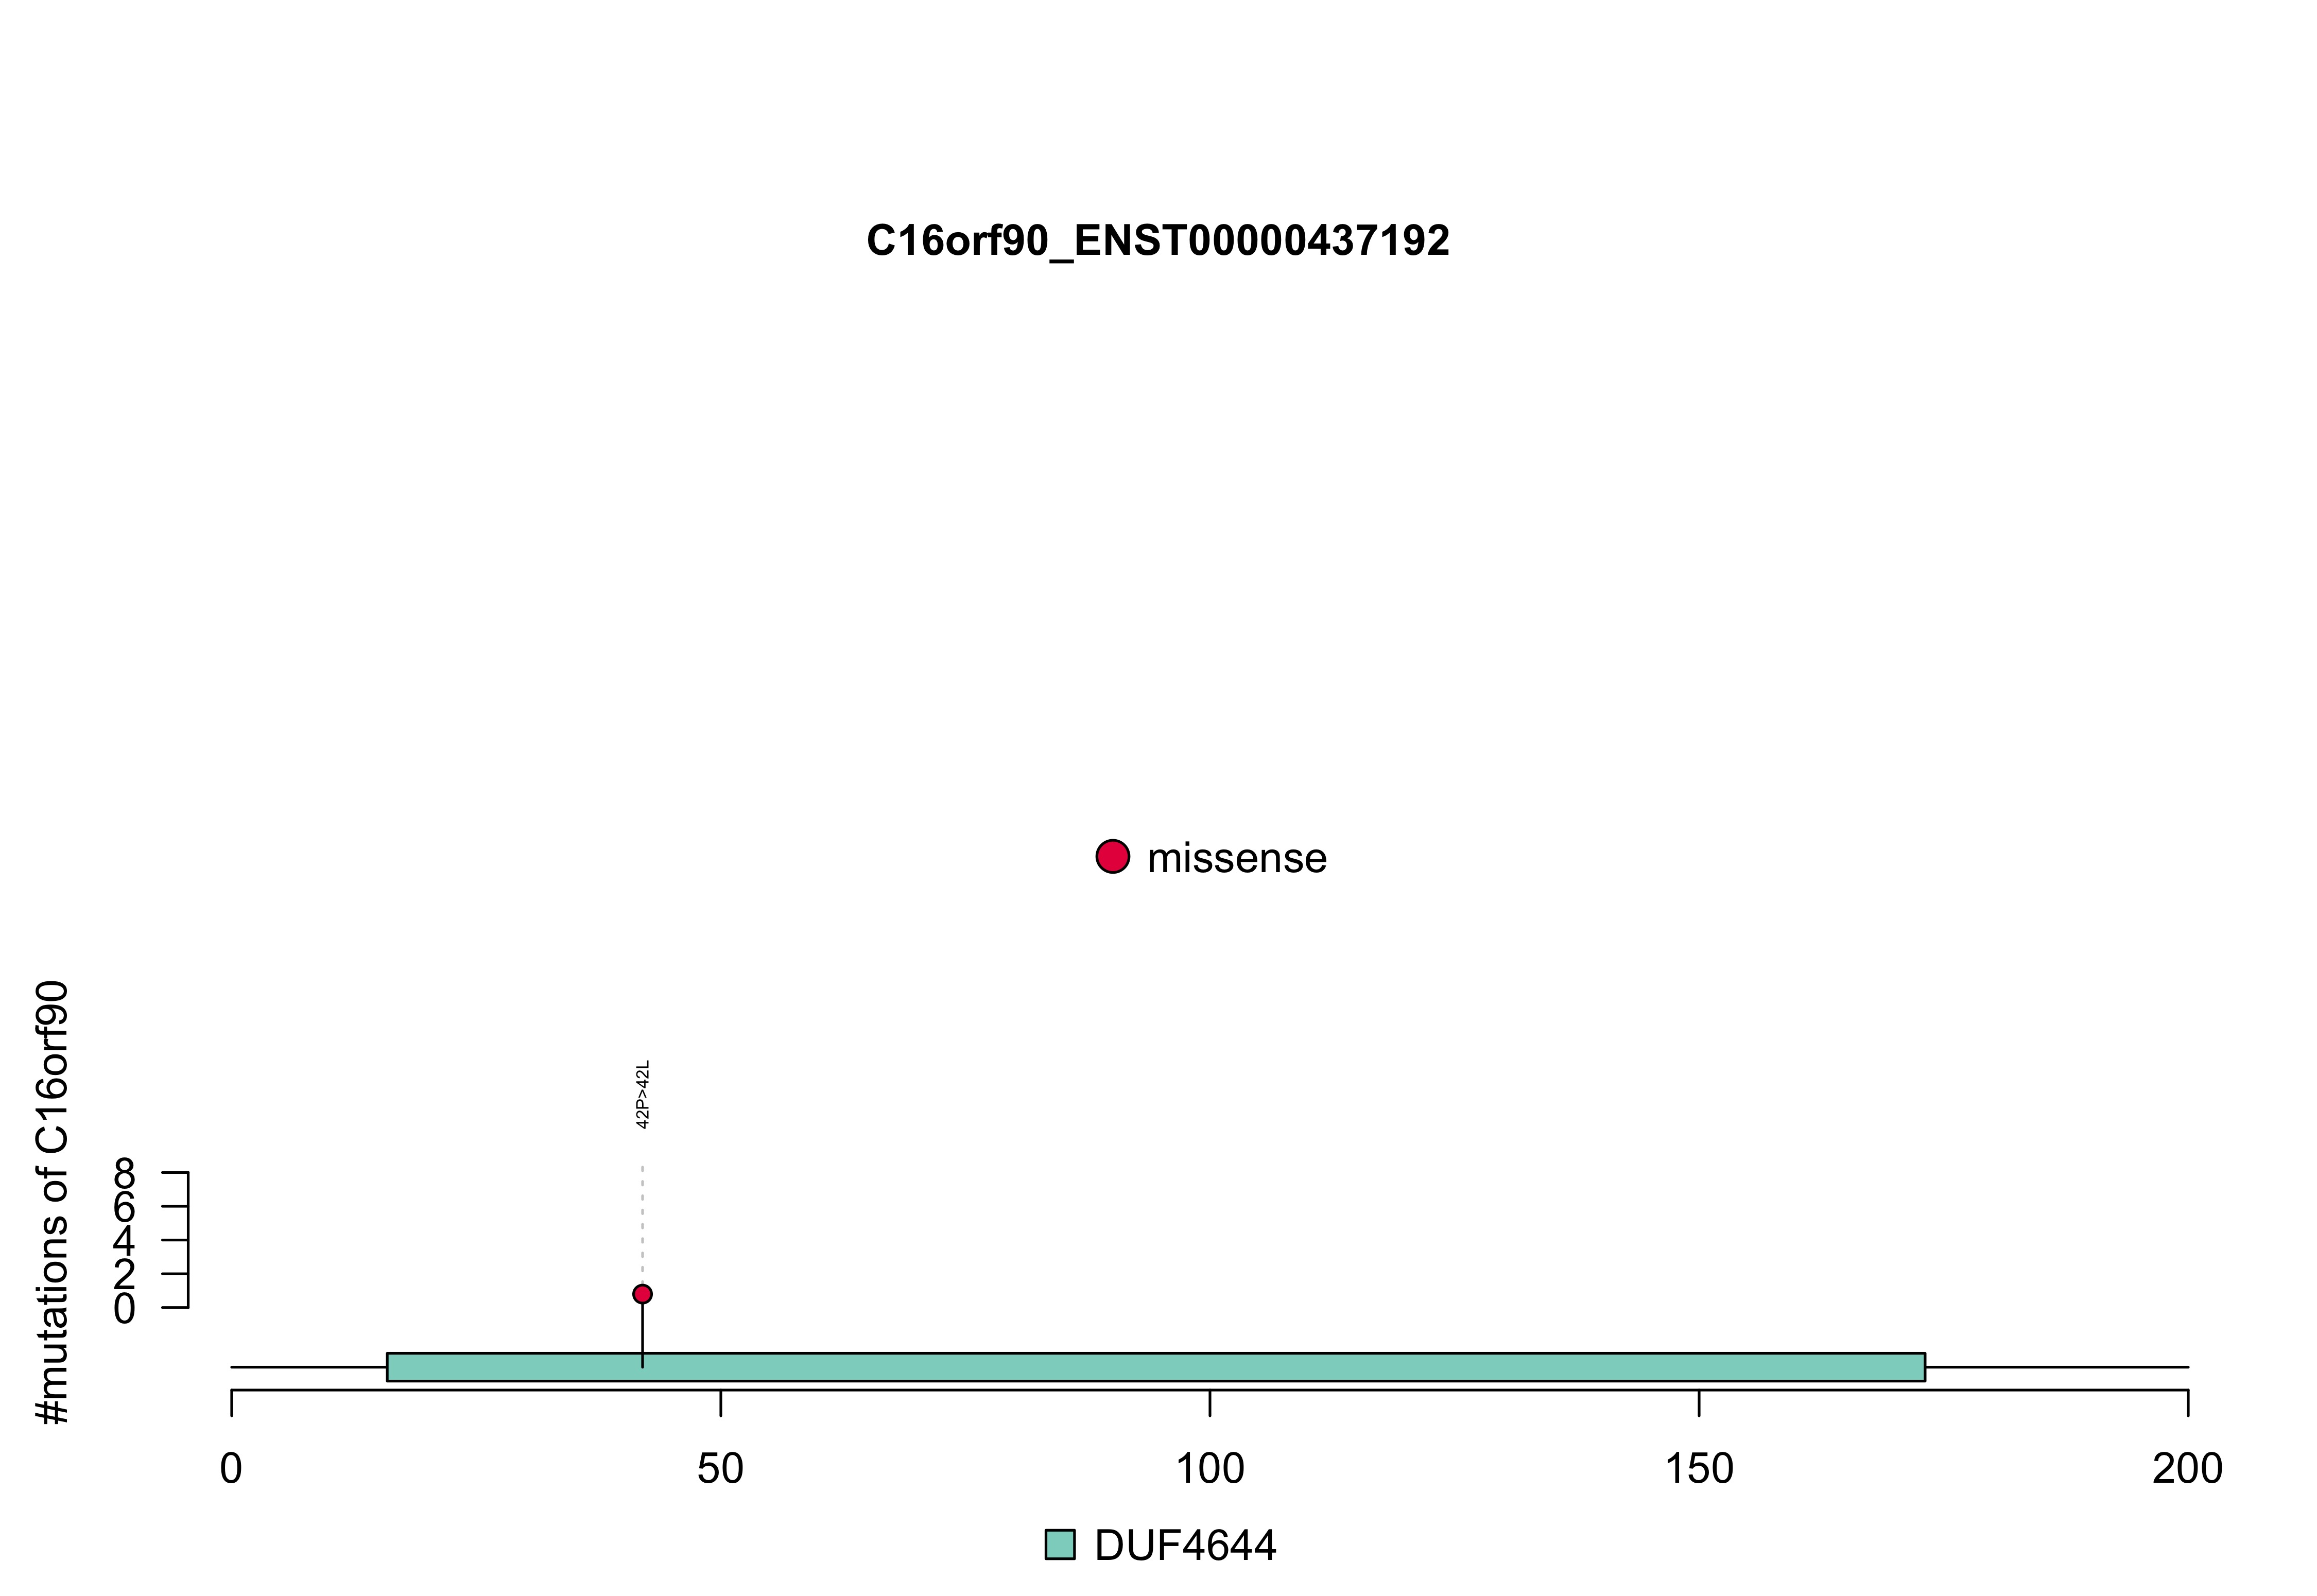 C16orf90_ENST00000437192
missense
#mutations of C16orf90
42P>42L
8
6
4
2
0
0 50 100 150 200
DUF4644